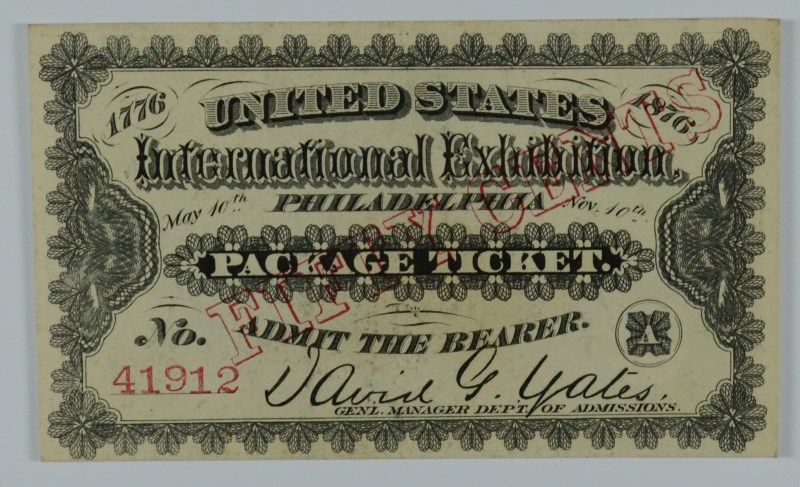 1776 UNITED STATES 1876
International Exhibition,
May 10th PHILADELPHIA Nov. 10th
PACKAGE TICKET.
FIFTY CENTS
No. ADMIT THE BEARER. A
41912 David G. Yates,
GENL. MANAGER DEPT. OF ADMISSIONS.